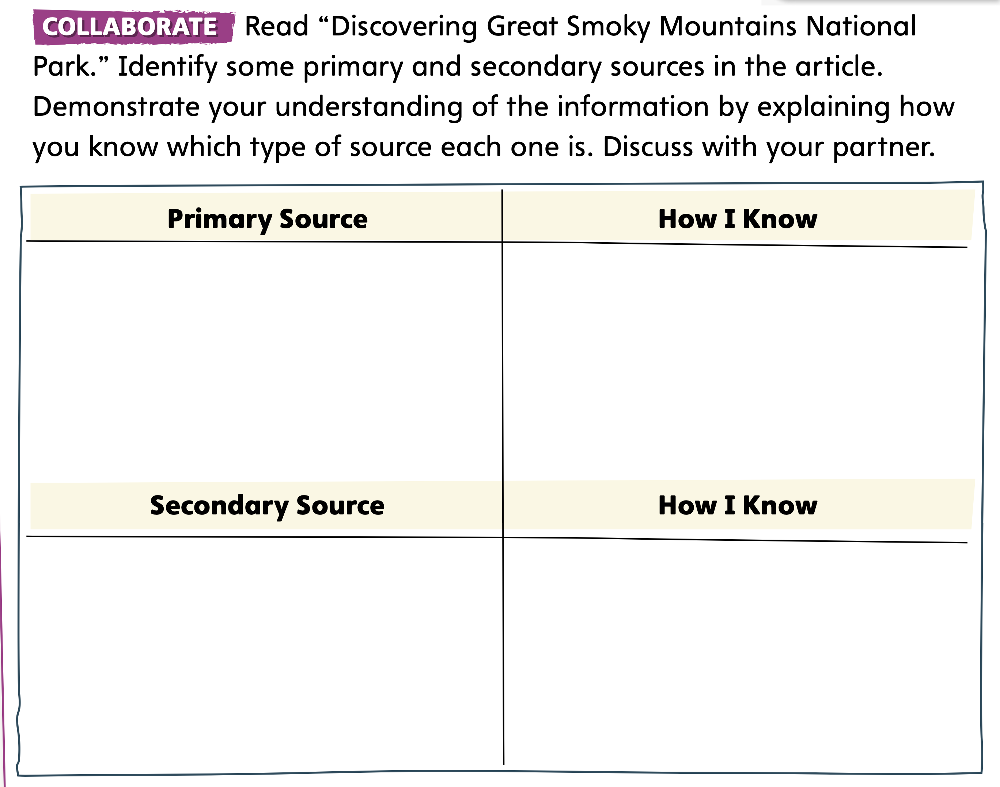 COLLABORATE Read “Discovering Great Smoky Mountains National
Park.” Identify some primary and secondary sources in the article.
Demonstrate your understanding of the information by explaining how
you know which type of source each one is. Discuss with your partner.
Primary Source How I Know
Secondary Source How I Know